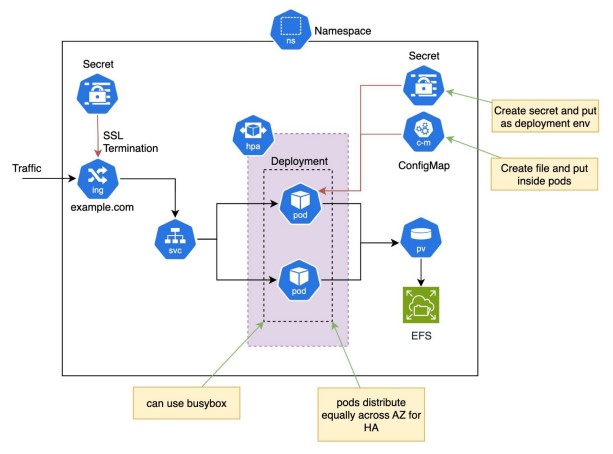 Namespace
ns
Secret
Secret
Create secret and put
as deployment env
SSL
Termination
hpa
c-m
Deployment
ConfigMap
Create file and put
inside pods
Traffic
ing
example.com
pod
svc
pv
pod
EFS
can use busybox
pods distribute
equally across AZ for
HA